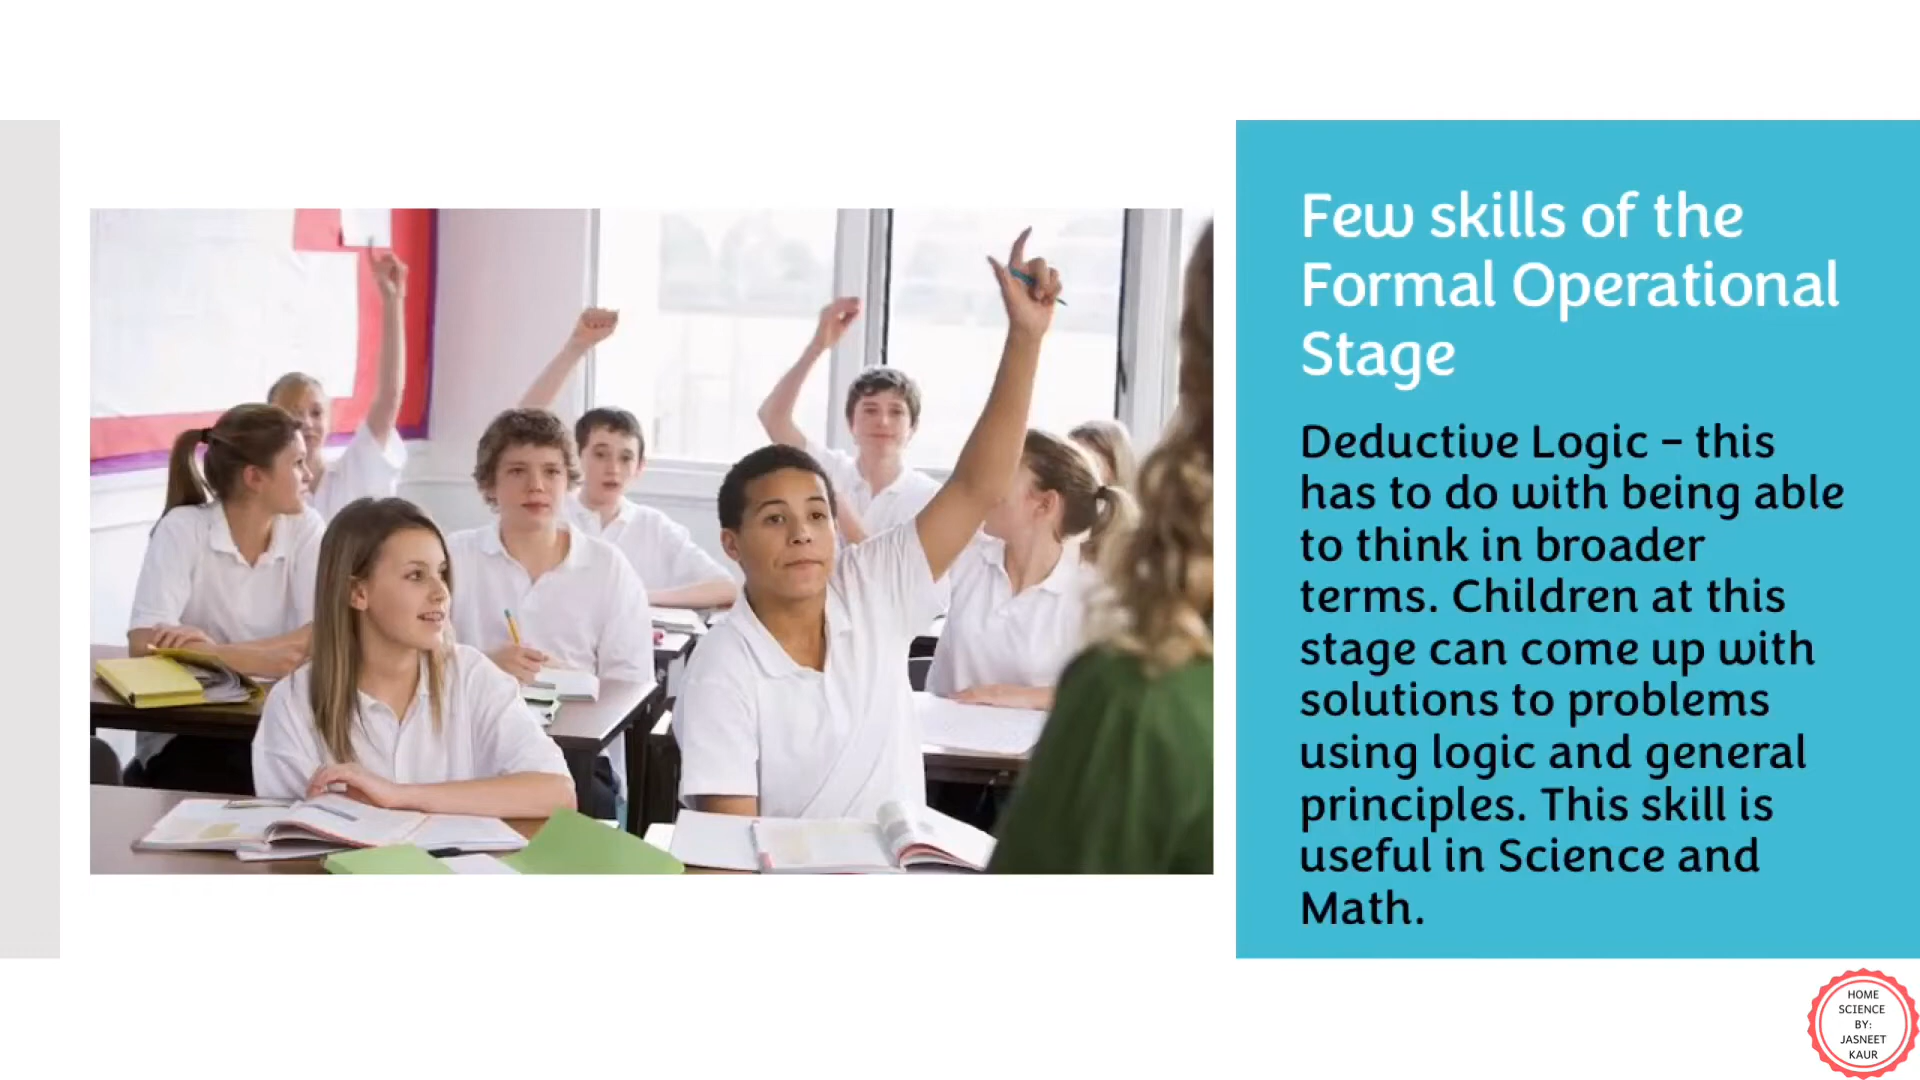 Few skills of the
Formal Operational
Stage
Deductive Logic – this
has to do with being able
to think in broader
terms. Children at this
stage can come up with
solutions to problems
using logic and general
principles. This skill is
useful in Science and
Math.
HOME
SCIENCE
BY:
JASNEET
KAUR